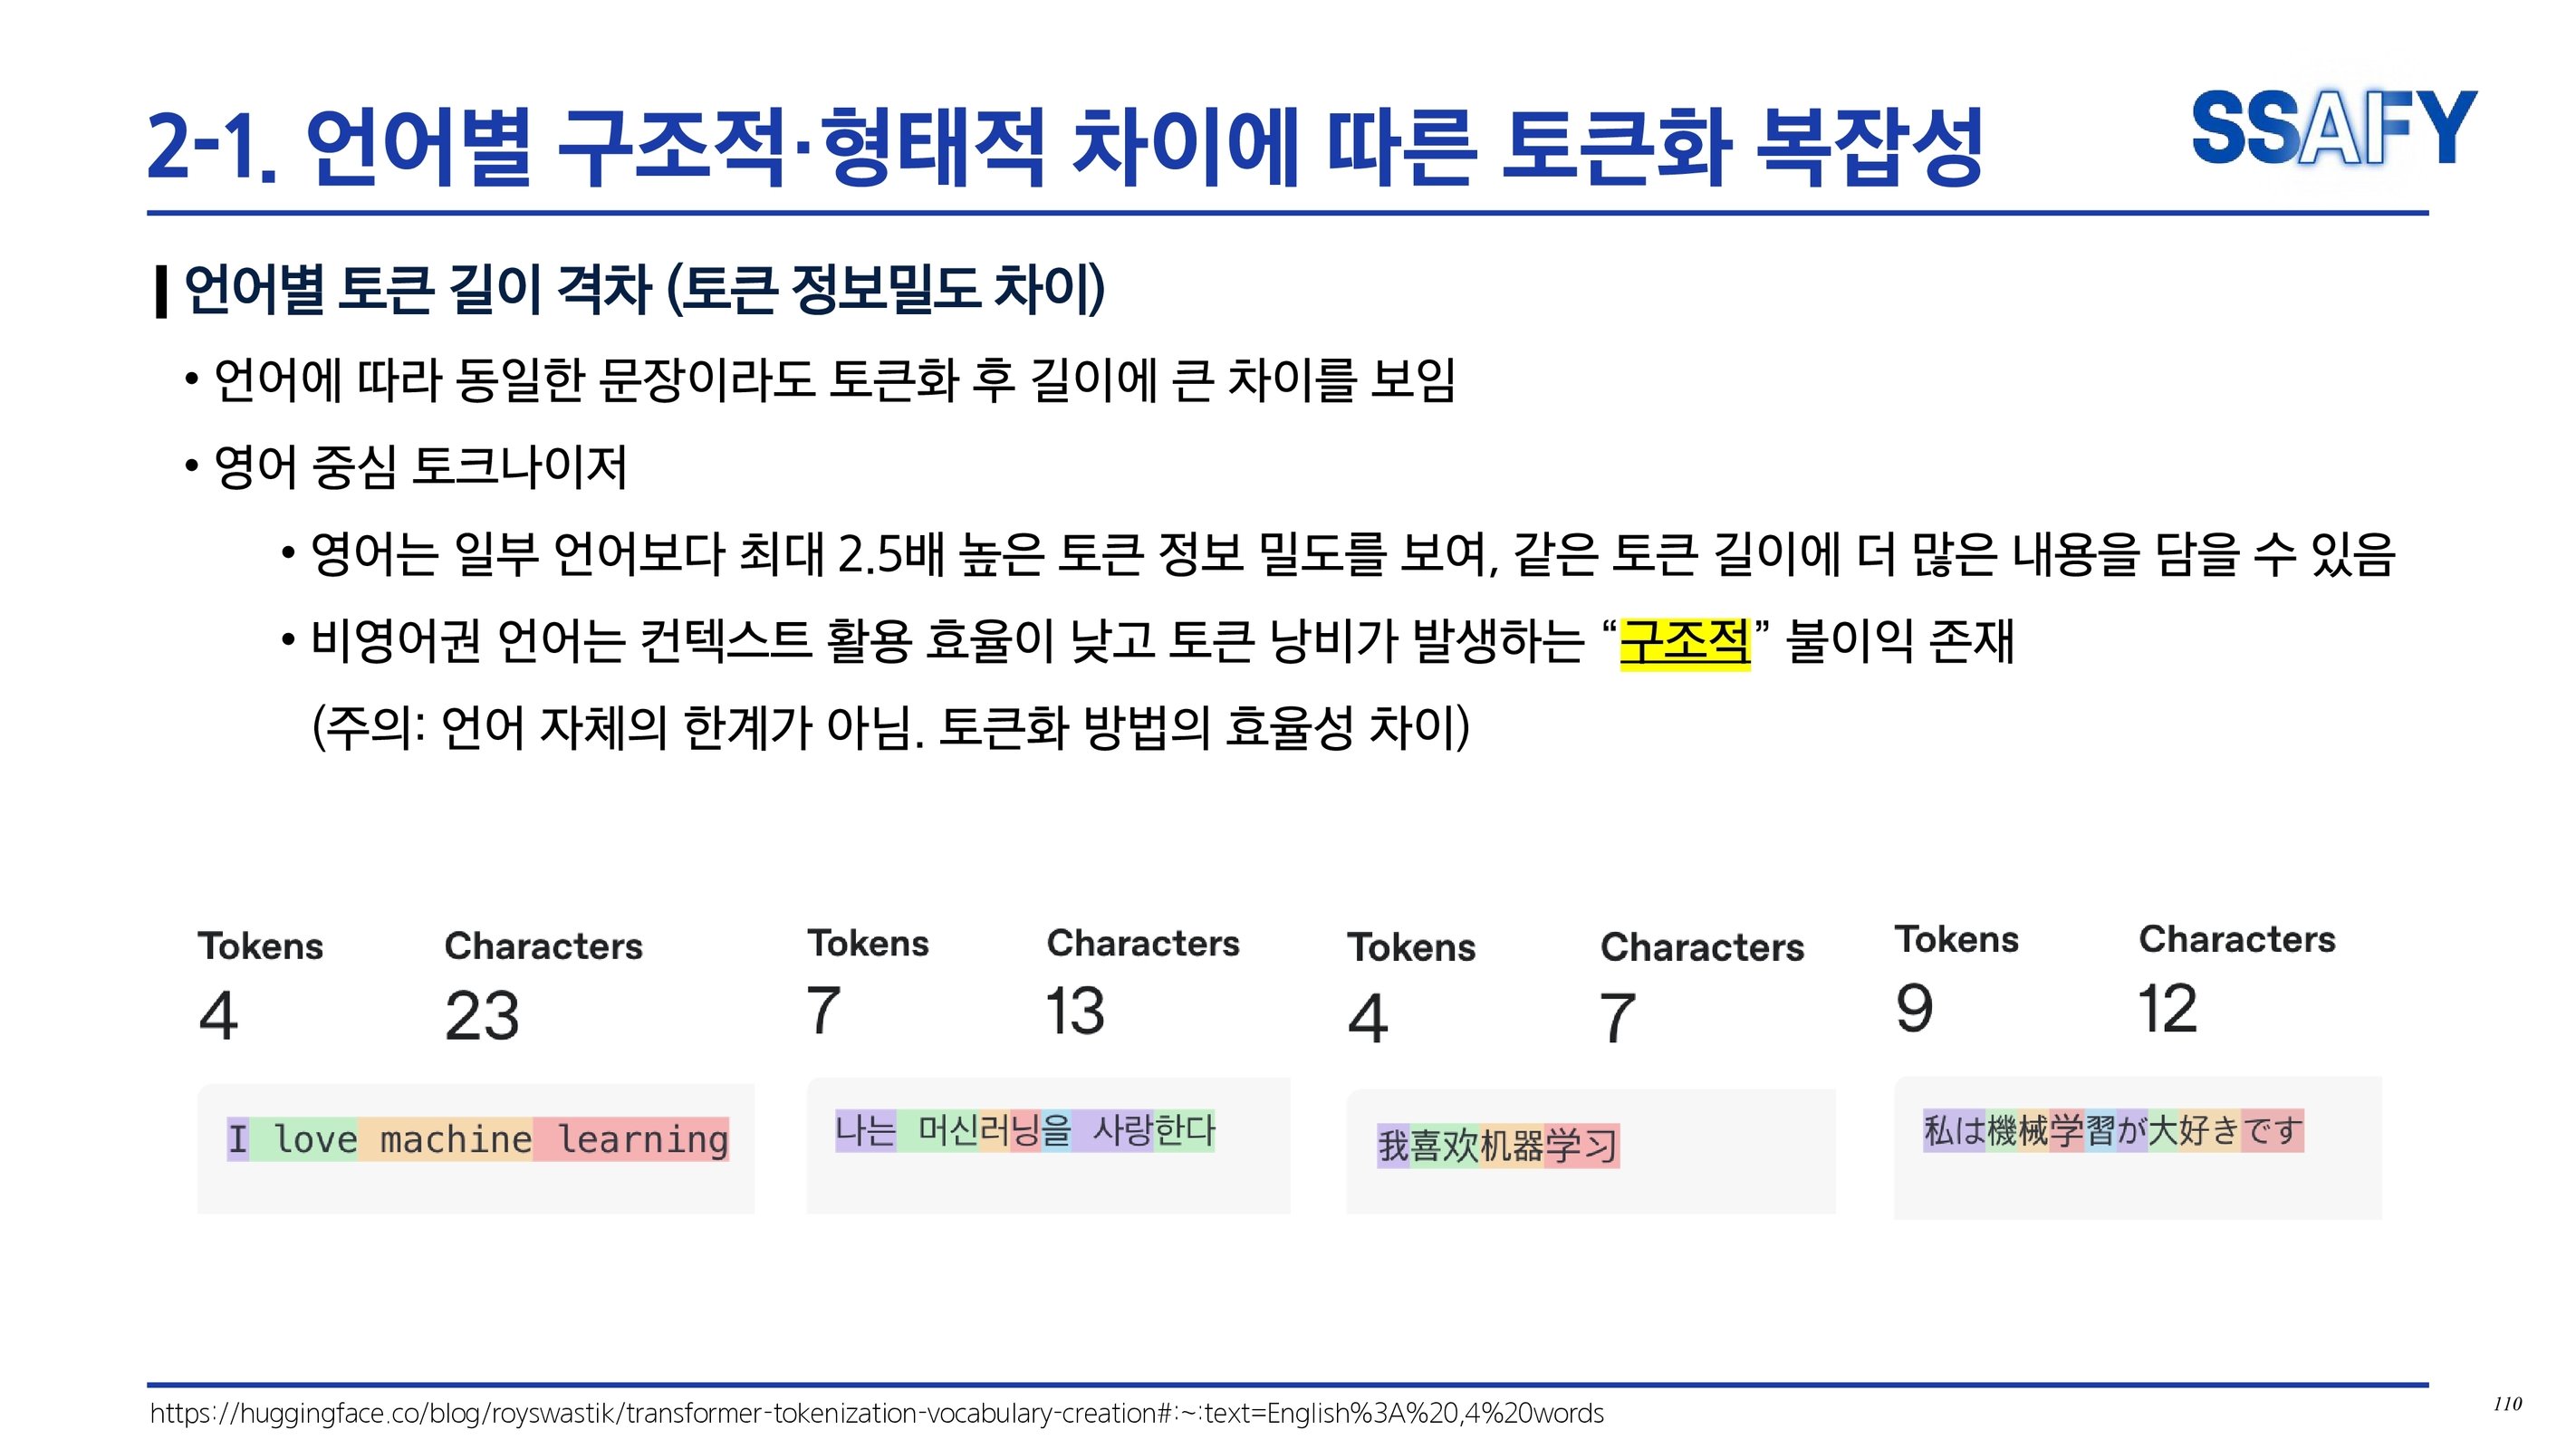 2-1. 언어별 구조적·형태적 차이에 따른 토큰화 복잡성
SSAFY
언어별 토큰 길이 격차 (토큰 정보밀도 차이)
• 언어에 따라 동일한 문장이라도 토큰화 후 길이에 큰 차이를 보임
• 영어 중심 토크나이저
• 영어는 일부 언어보다 최대 2.5배 높은 토큰 정보 밀도를 보여, 같은 토큰 길이에 더 많은 내용을 담을 수 있음
• 비영어권 언어는 컨텍스트 활용 효율이 낮고 토큰 낭비가 발생하는 “구조적” 불이익 존재
(주의: 언어 자체의 한계가 아님. 토큰화 방법의 효율성 차이)
Tokens Characters
4 23
I love machine learning
Tokens Characters
7 13
나는 머신러닝을 사랑한다
Tokens Characters
4 7
我喜欢机器学习
Tokens Characters
9 12
私は機械学習が大好きです
https://huggingface.co/blog/royswastik/transformer-tokenization-vocabulary-creation#:~:text=English%3A%20,4%20words
110